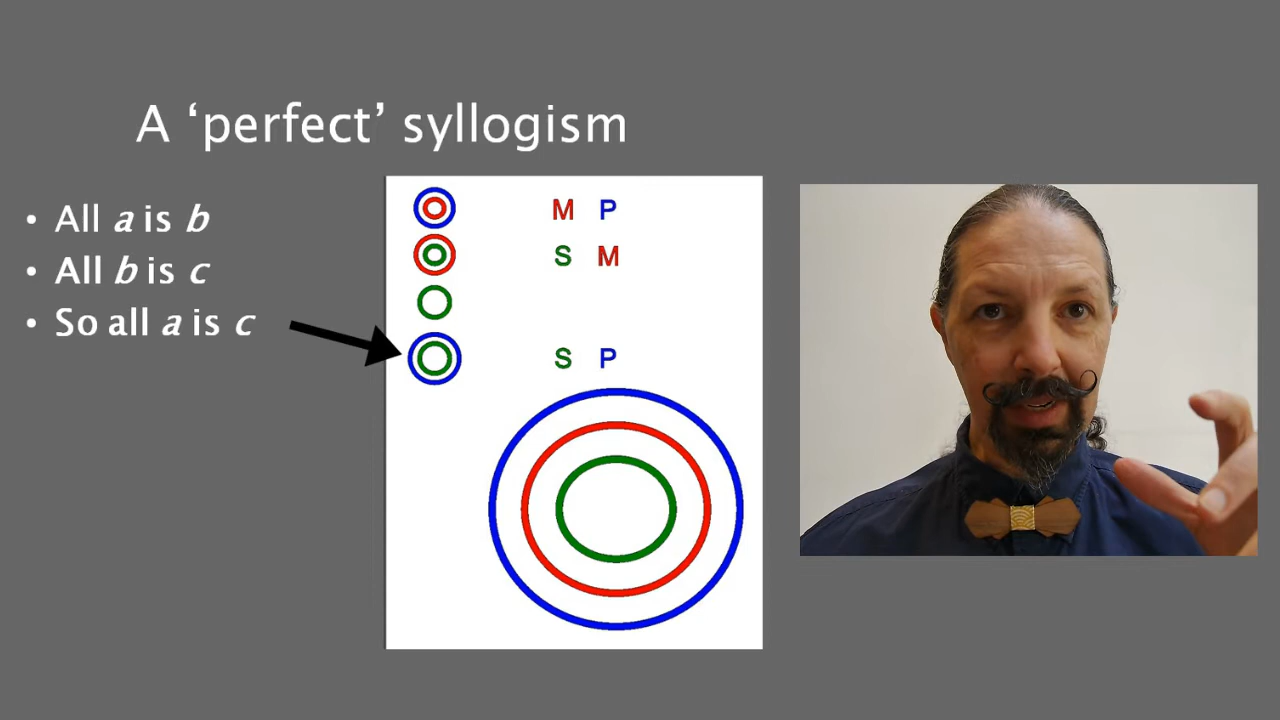 A ‘perfect’ syllogism
• All a is b
• All b is c
• So all a is c
M P
S M
S P